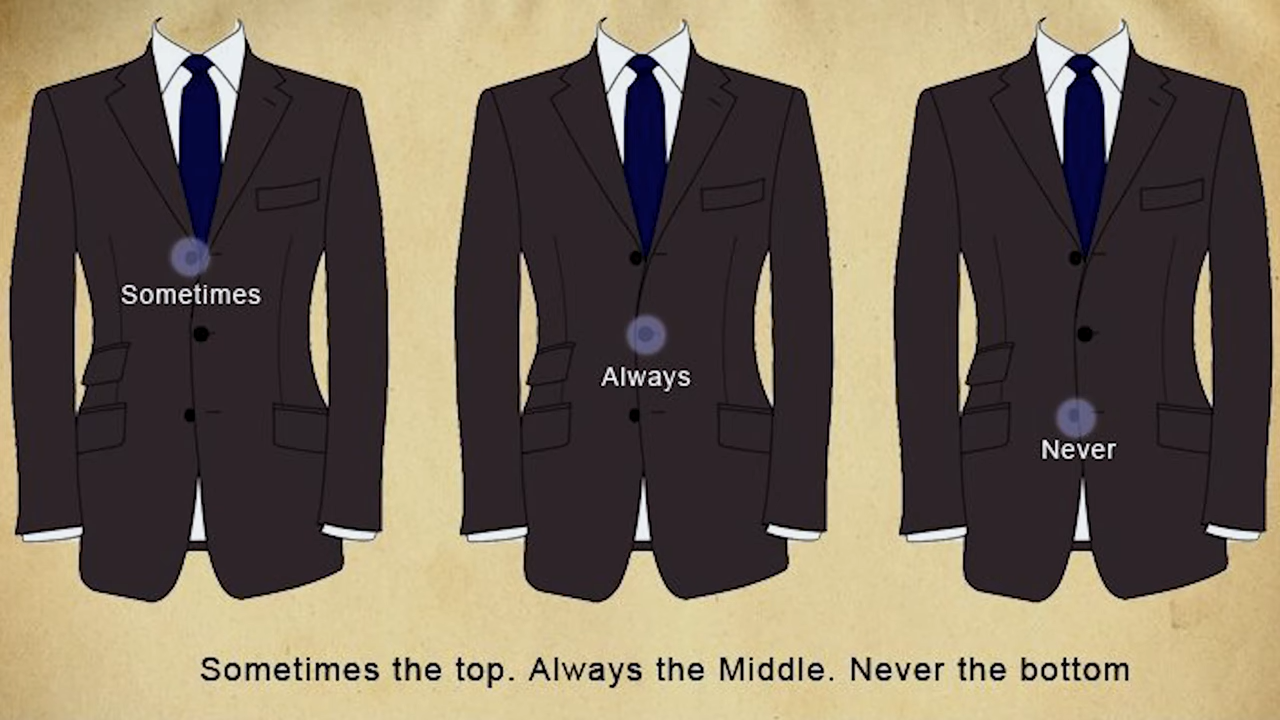 Sometimes
Always
Never
Sometimes the top. Always the Middle. Never the bottom